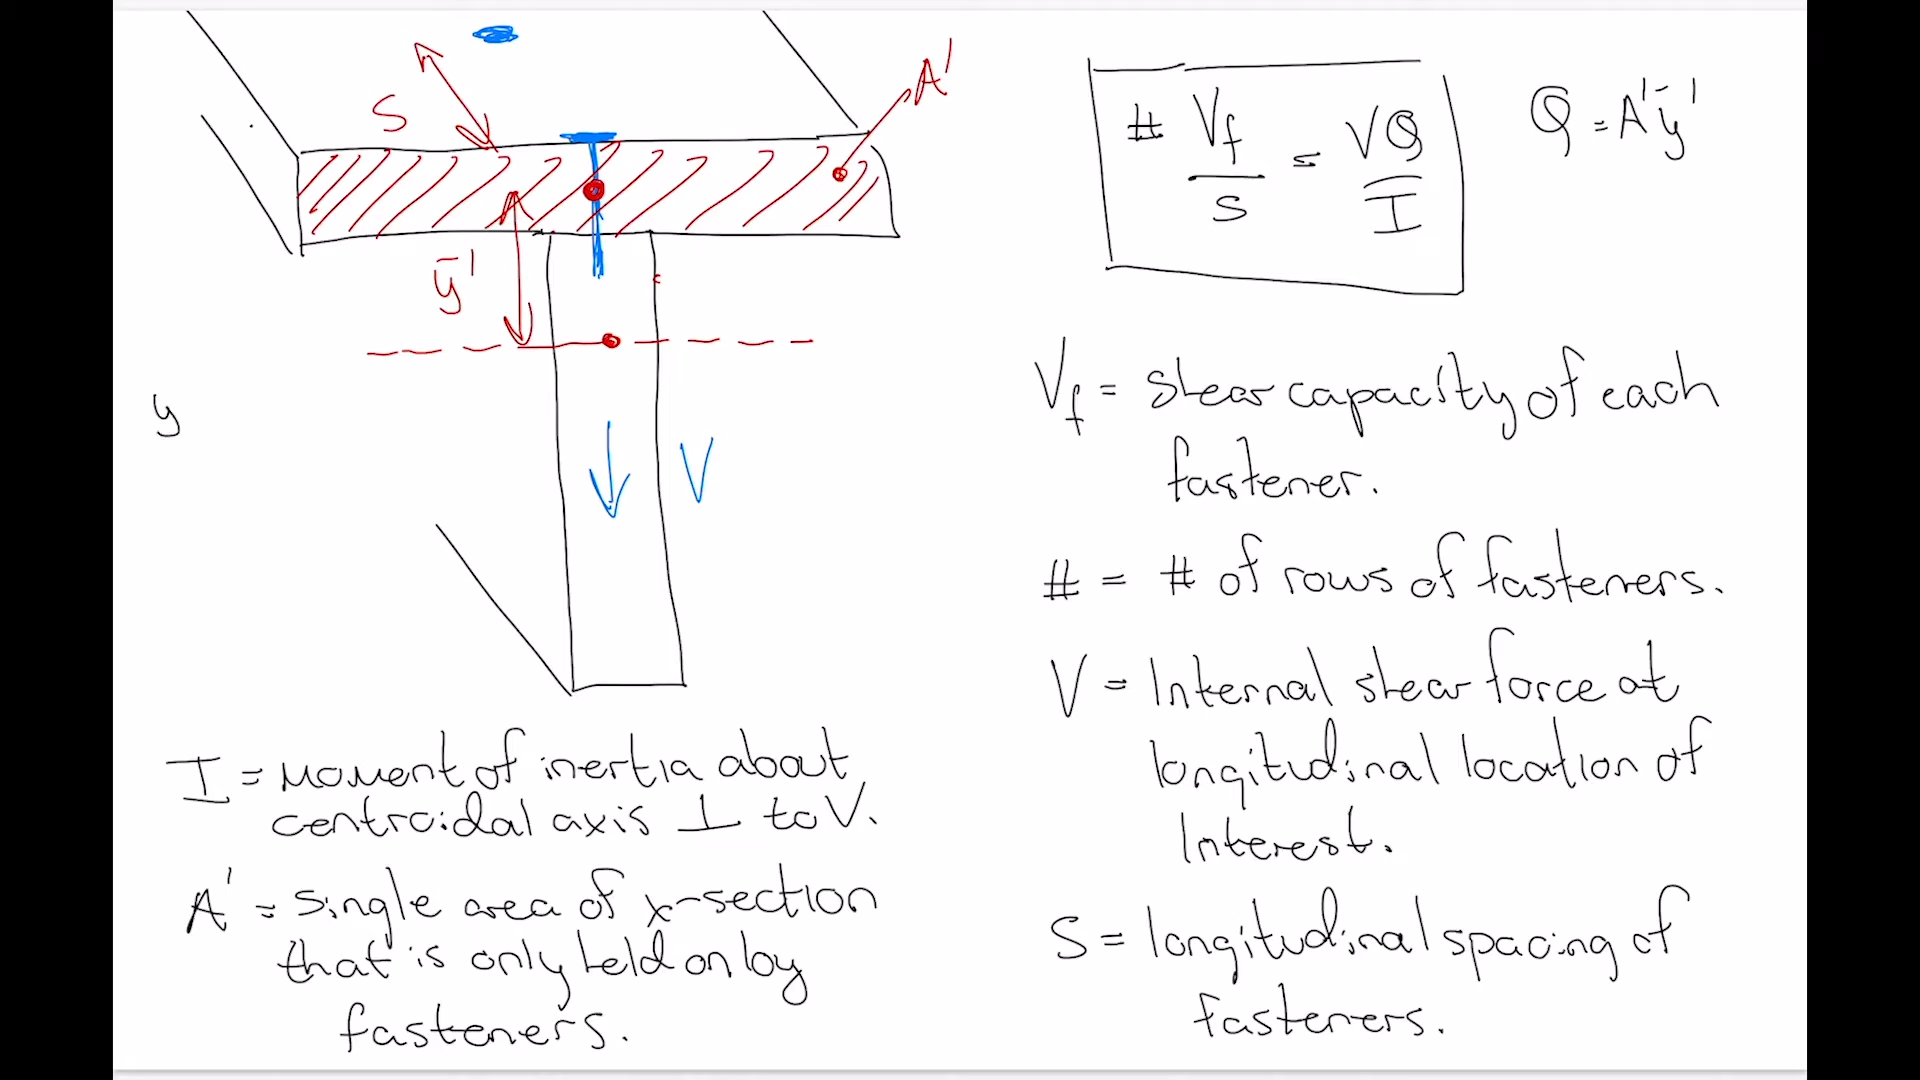 S
A'
ȳ'
V
y
# V_f / S = VQ / I
Q = A'ȳ'
V_f = shear capacity of each
fastener.
# = # of rows of fasteners.
V = Internal shear force at
longitudinal location of
Interest.
S = longitudinal spacing of
fasteners.
I = Moment of inertia about
centroidal axis ⊥ to V.
A' = single area of x-section
that is only held on by
fasteners.